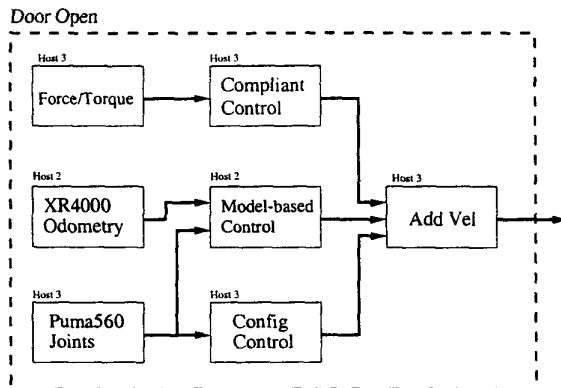 Door Open
Host 3
Force/Torque
Host 3
Compliant
Control
Host 2
XR4000
Odometry
Host 2
Model-based
Control
Host 3
Add Vel
Host 3
Puma560
Joints
Host 3
Config
Control